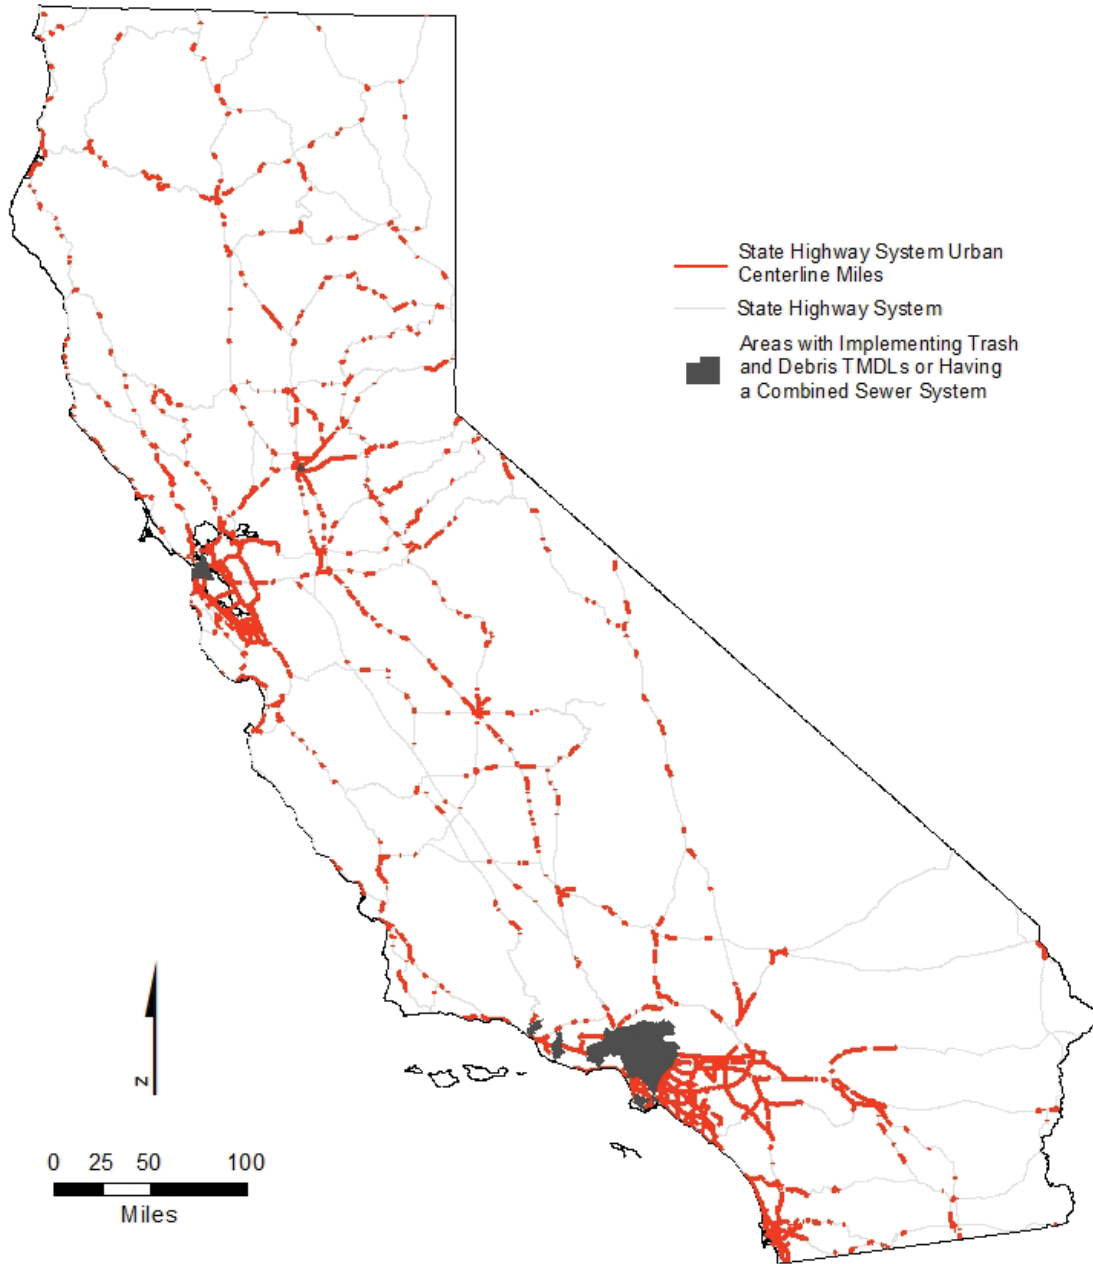 State Highway System Urban
Centerline Miles
State Highway System
Areas with Implementing Trash
and Debris TMDLs or Having
a Combined Sewer System
N
0 25 50 100
Miles